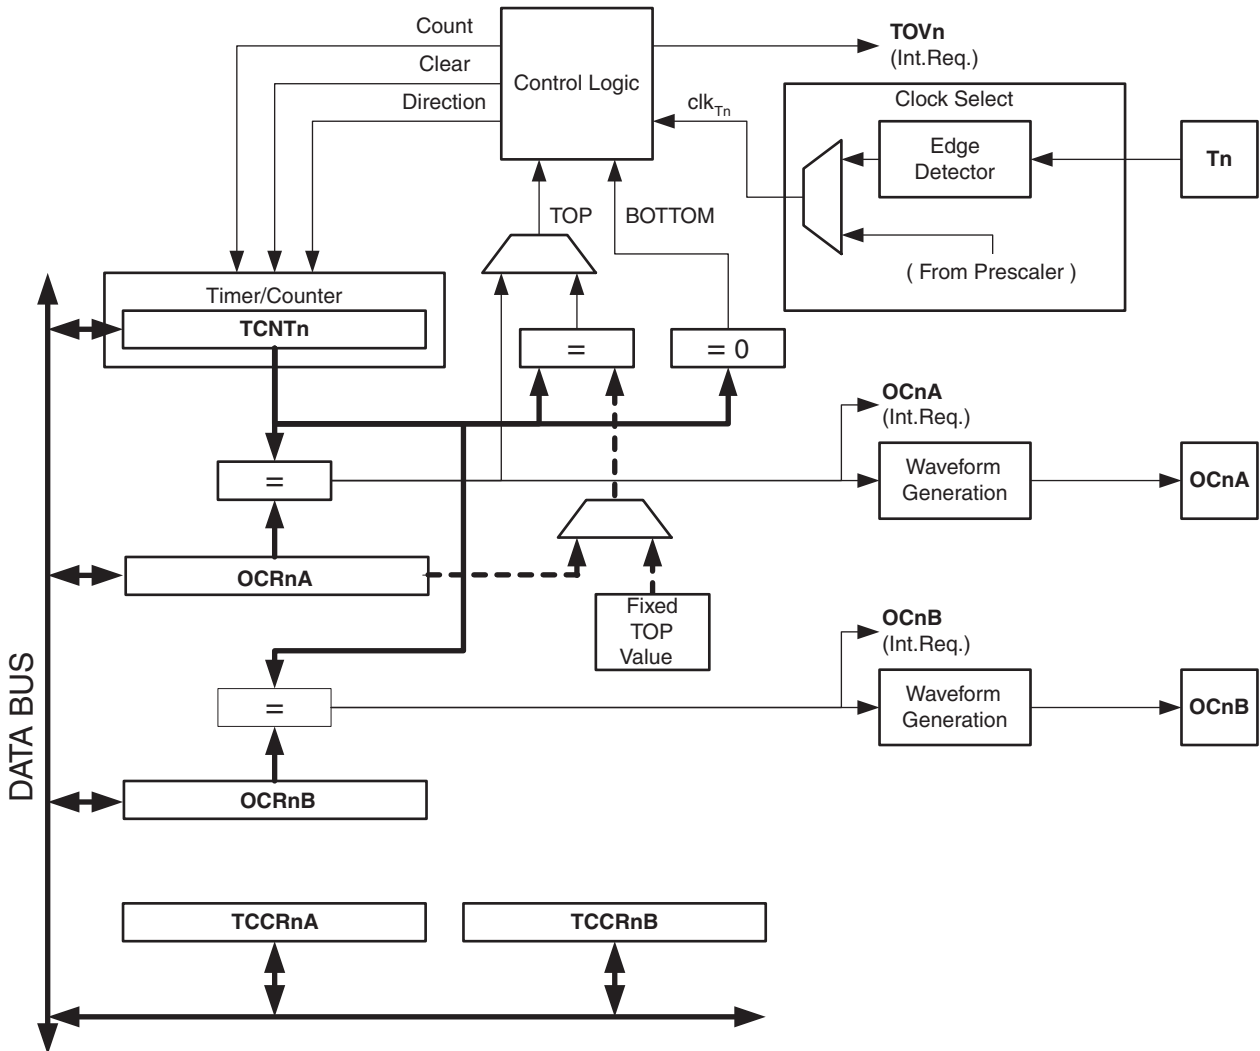 Count
Clear
Direction
Control Logic
TOVn
(Int.Req.)
clkTn
Clock Select
Edge
Detector
Tn
TOP
BOTTOM
( From Prescaler )
Timer/Counter
TCNTn
=
= 0
OCnA
(Int.Req.)
=
Waveform
Generation
OCnA
OCRnA
Fixed
TOP
Value
OCnB
(Int.Req.)
=
Waveform
Generation
OCnB
OCRnB
DATA BUS
TCCRnA
TCCRnB